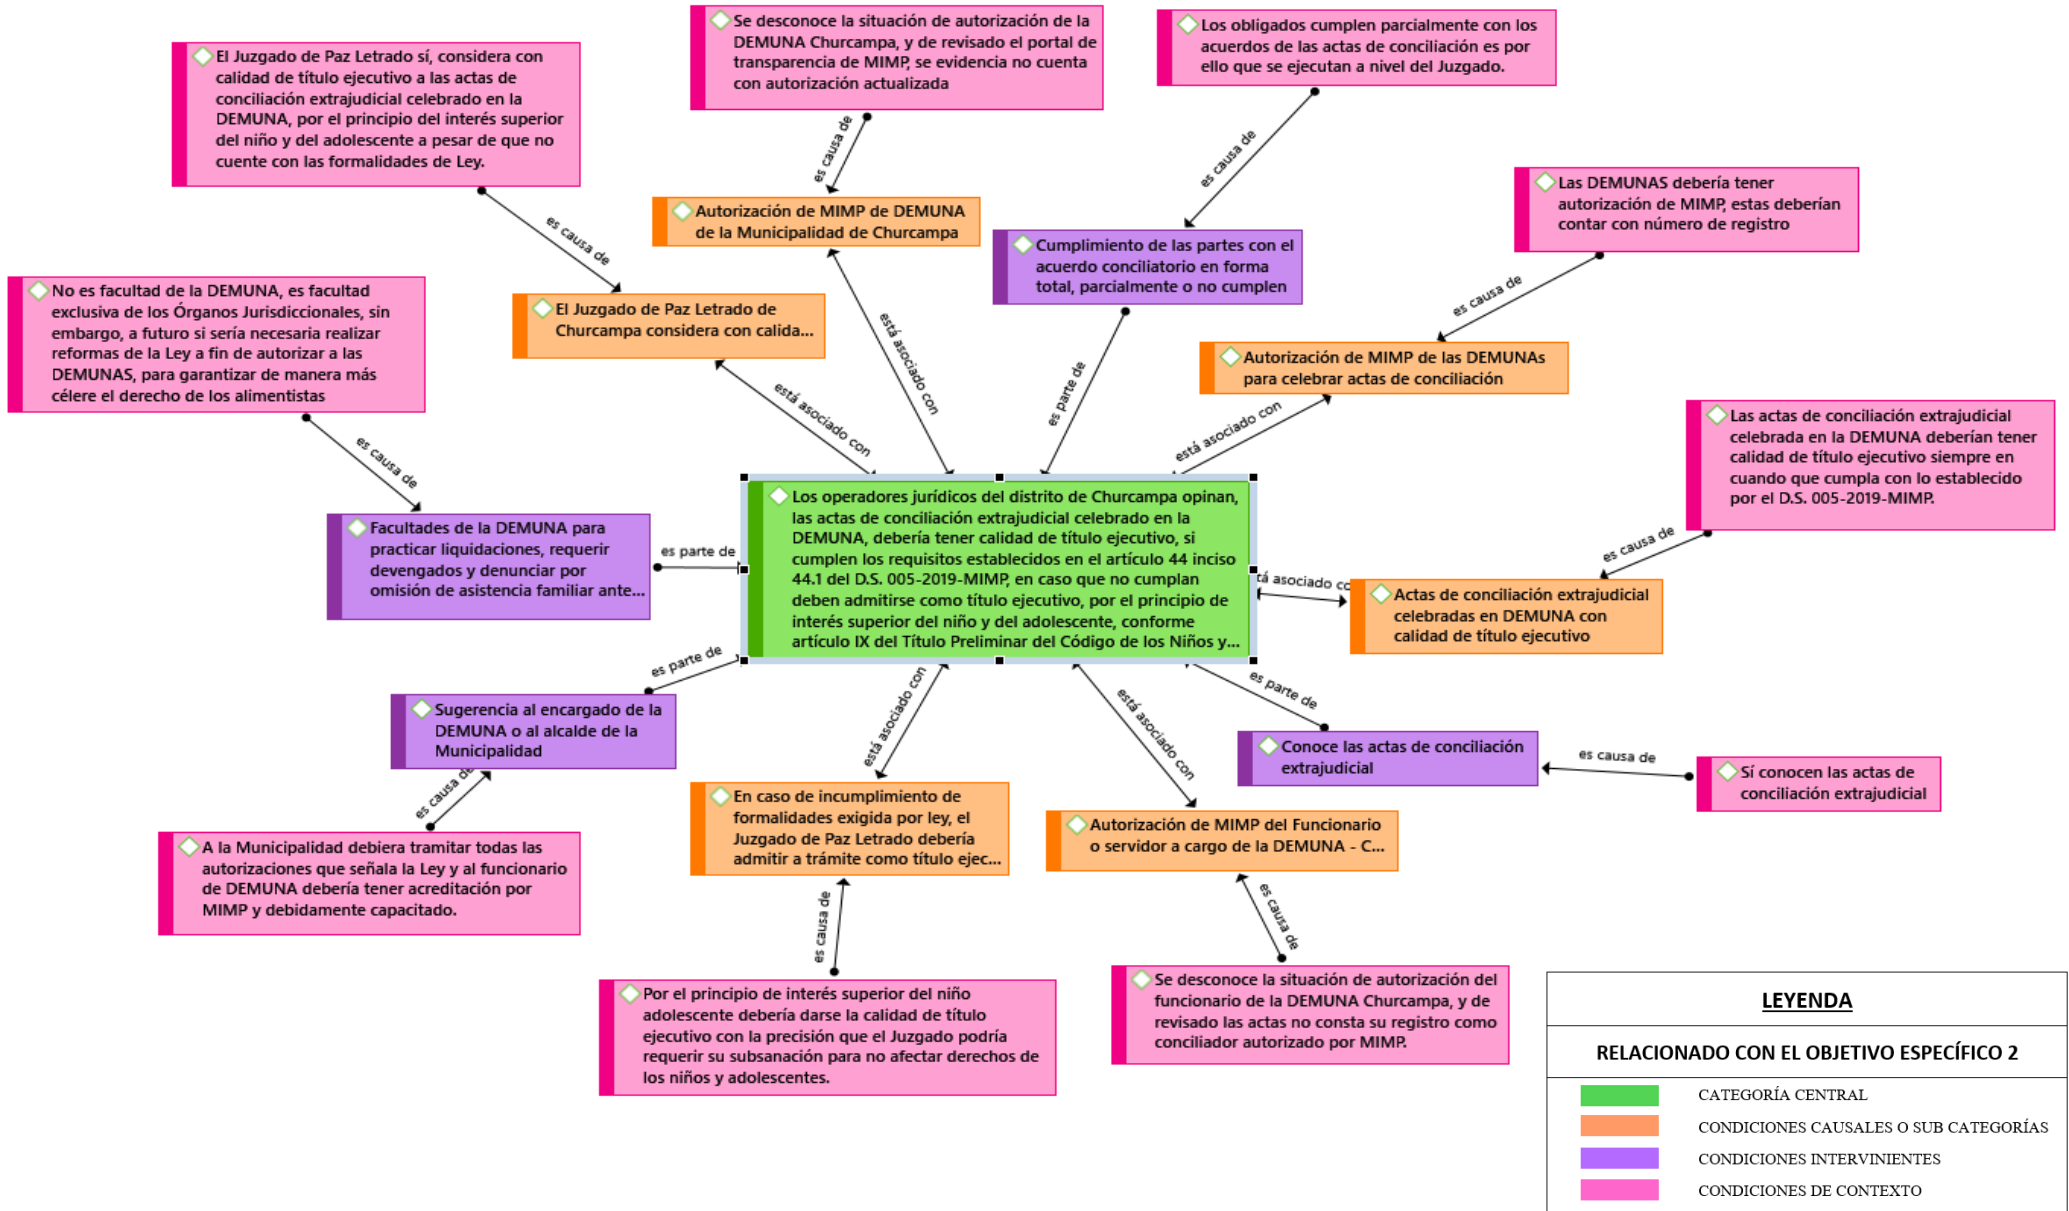 Se desconoce la situación de autorización de la
DEMUNA Churcampa, y de revisado el portal de
transparencia de MIMP, se evidencia no cuenta
con autorización actualizada
Los obligados cumplen parcialmente con los
acuerdos de las actas de conciliación es por
ello que se ejecutan a nivel del Juzgado.
El Juzgado de Paz Letrado sí, considera con
calidad de título ejecutivo a las actas de
conciliación extrajudicial celebrado en la
DEMUNA, por el principio del interés superior
del niño y del adolescente a pesar de que no
cuente con las formalidades de Ley.
es causa de
es causa de
Las DEMUNAS debería tener
autorización de MIMP, estas deberían
contar con número de registro
Autorización de MIMP de DEMUNA
de la Municipalidad de Churcampa
es causa de
Cumplimiento de las partes con el
acuerdo conciliatorio en forma
total, parcialmente o no cumplen
es causa de
No es facultad de la DEMUNA, es facultad
exclusiva de los Órganos Jurisdiccionales, sin
embargo, a futuro si sería necesaria realizar
reformas de la Ley a fin de autorizar a las
DEMUNAS, para garantizar de manera más
célere el derecho de los alimentistas
El Juzgado de Paz Letrado de
Churcampa considera con calida...
está asociado con
es parte de
Autorización de MIMP de las DEMUNAs
para celebrar actas de conciliación
está asociado con
está asociado con
Las actas de conciliación extrajudicial
celebrada en la DEMUNA deberían tener
calidad de título ejecutivo siempre en
cuando que cumpla con lo establecido
por el D.S. 005-2019-MIMP.
es causa de
Los operadores jurídicos del distrito de Churcampa opinan,
las actas de conciliación extrajudicial celebrado en la
DEMUNA, debería tener calidad de título ejecutivo, si
cumplen los requisitos establecidos en el artículo 44 inciso
44.1 del D.S. 005-2019-MIMP, en caso que no cumplan
deben admitirse como título ejecutivo, por el principio de
interés superior del niño y del adolescente, conforme
artículo IX del Título Preliminar del Código de los Niños y...
Facultades de la DEMUNA para
practicar liquidaciones, requerir
devengados y denunciar por
omisión de asistencia familiar ante...
es parte de
es causa de
tá asociado co
Actas de conciliación extrajudicial
celebradas en DEMUNA con
calidad de título ejecutivo
es parte de
Sugerencia al encargado de la
DEMUNA o al alcalde de la
Municipalidad
está asociado con
está asociado con
es parte de
Conoce las actas de conciliación
extrajudicial
es causa de
Sí conocen las actas de
conciliación extrajudicial
es causa de
En caso de incumplimiento de
formalidades exigida por ley, el
Juzgado de Paz Letrado debería
admitir a trámite como título ejec...
Autorización de MIMP del Funcionario
o servidor a cargo de la DEMUNA - C...
A la Municipalidad debiera tramitar todas las
autorizaciones que señala la Ley y al funcionario
de DEMUNA debería tener acreditación por
MIMP y debidamente capacitado.
es causa de
es causa de
Por el principio de interés superior del niño
adolescente debería darse la calidad de título
ejecutivo con la precisión que el Juzgado podría
requerir su subsanación para no afectar derechos de
los niños y adolescentes.
Se desconoce la situación de autorización del
funcionario de la DEMUNA Churcampa, y de
revisado las actas no consta su registro como
conciliador autorizado por MIMP.
LEYENDA
RELACIONADO CON EL OBJETIVO ESPECÍFICO 2
CATEGORÍA CENTRAL
CONDICIONES CAUSALES O SUB CATEGORÍAS
CONDICIONES INTERVINIENTES
CONDICIONES DE CONTEXTO